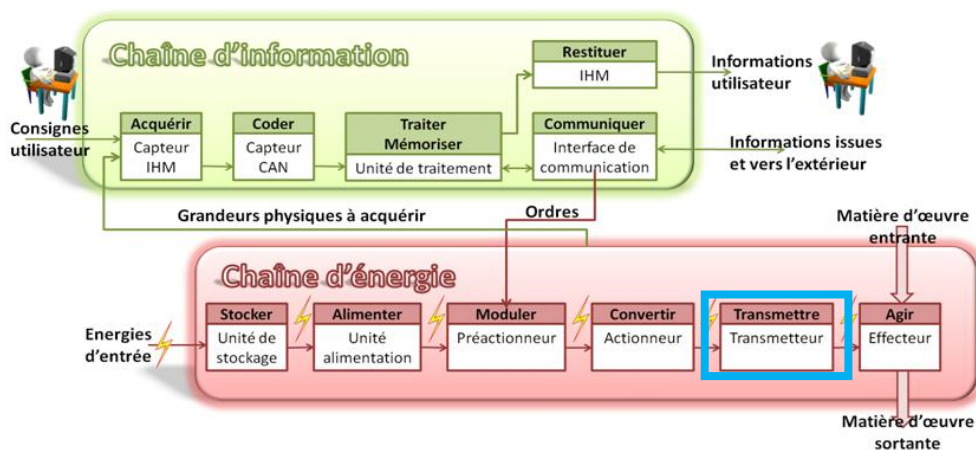 Chaîne d'information
Restituer
IHM
Informations
utilisateur
Consignes
utilisateur
Acquérir
Capteur
IHM
Coder
Capteur
CAN
Traiter
Mémoriser
Unité de traitement
Communiquer
Interface de
communication
Informations issues
et vers l'extérieur
Grandeurs physiques à acquérir
Ordres
Matière d'œuvre
entrante
Chaîne d'énergie
Energies
d'entrée
Stocker
Unité de
stockage
Alimenter
Unité
alimentation
Moduler
Préactionneur
Convertir
Actionneur
Transmettre
Transmetteur
Agir
Effecteur
Matière d'œuvre
sortante